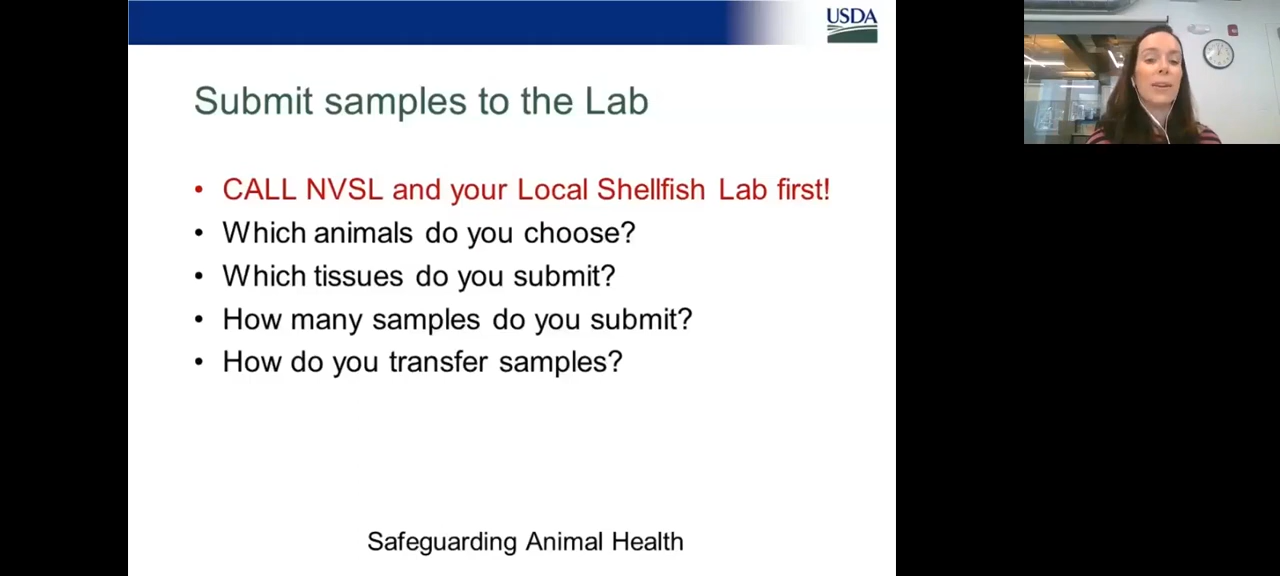 USDA
Submit samples to the Lab
• CALL NVSL and your Local Shellfish Lab first!
• Which animals do you choose?
• Which tissues do you submit?
• How many samples do you submit?
• How do you transfer samples?
Safeguarding Animal Health